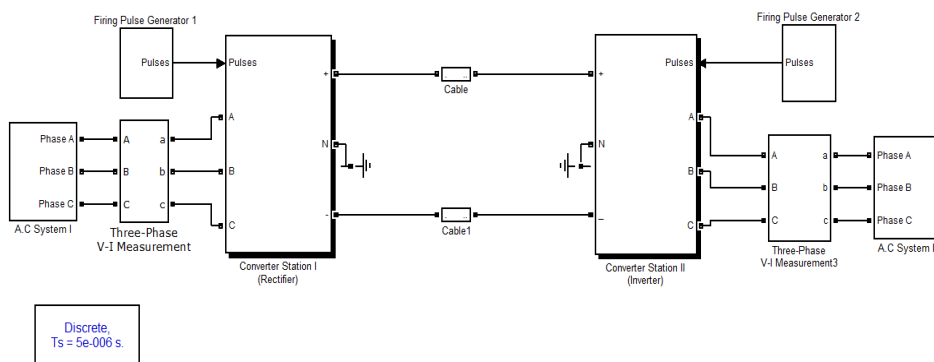 Firing Pulse Generator 1
Firing Pulse Generator 2
Pulses
Pulses
Pulses
Pulses
+
Cable
+
A
A
Phase A
A
a
N
N
A
a
Phase A
Phase B
B
b
B
B
B
b
Phase B
Phase C
C
c
-
Cable1
–
C
c
Phase C
C
C
A.C System I
Three-Phase
V-I Measurement
Converter Station I
(Rectifier)
Converter Station II
(Inverter)
Three-Phase
V-I Measurement3
A.C System I
Discrete,
Ts = 5e-006 s.